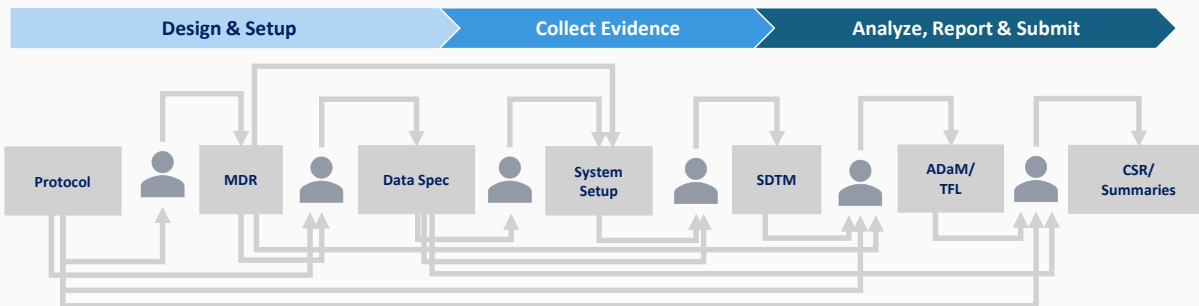 Design & Setup
Collect Evidence
Analyze, Report & Submit
Protocol
MDR
Data Spec
System
Setup
SDTM
ADaM/
TFL
CSR/
Summaries